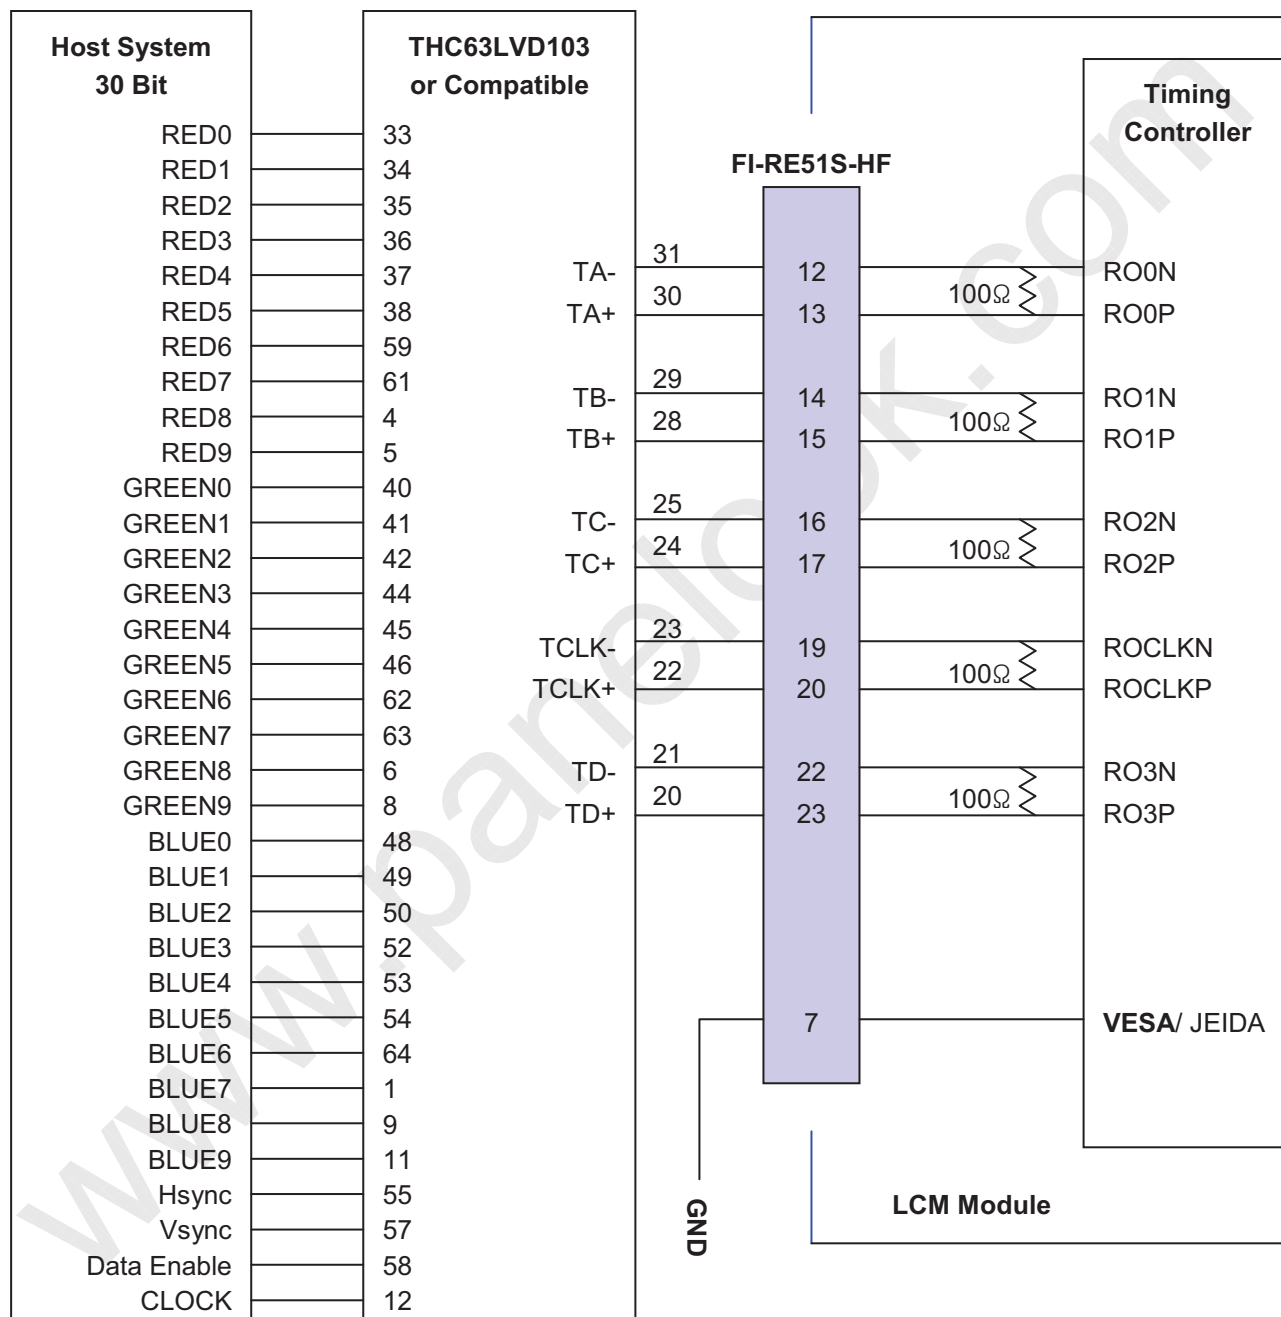 Host System
30 Bit
RED0
RED1
RED2
RED3
RED4
RED5
RED6
RED7
RED8
RED9
GREEN0
GREEN1
GREEN2
GREEN3
GREEN4
GREEN5
GREEN6
GREEN7
GREEN8
GREEN9
BLUE0
BLUE1
BLUE2
BLUE3
BLUE4
BLUE5
BLUE6
BLUE7
BLUE8
BLUE9
Hsync
Vsync
Data Enable
CLOCK
THC63LVD103
or Compatible
33
34
35
36
37
38
59
61
4
5
40
41
42
44
45
46
62
63
6
8
48
49
50
52
53
54
64
1
9
11
55
57
58
12
TA- 31
TA+ 30
TB- 29
TB+ 28
TC- 25
TC+ 24
TCLK- 23
TCLK+ 22
TD- 21
TD+ 20
GND
FI-RE51S-HF
12
13
14
15
16
17
19
20
22
23
7
100Ω
100Ω
100Ω
100Ω
100Ω
Timing
Controller
RO0N
RO0P
RO1N
RO1P
RO2N
RO2P
ROCLKN
ROCLKP
RO3N
RO3P
VESA/ JEIDA
LCM Module
www.panelook.com